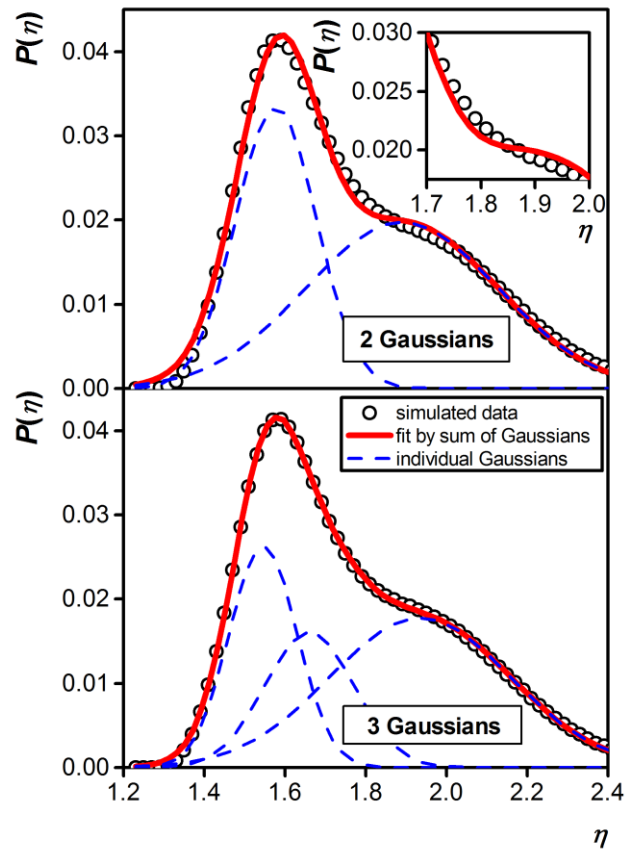 P(η)
0.04
0.03
0.02
0.01
0.00
P(η)
0.030
0.025
0.020
1.7 1.8 1.9 2.0
η
2 Gaussians
P(η)
0.04
0.03
0.02
0.01
0.00
simulated data
fit by sum of Gaussians
individual Gaussians
3 Gaussians
1.2 1.4 1.6 1.8 2.0 2.2 2.4
η